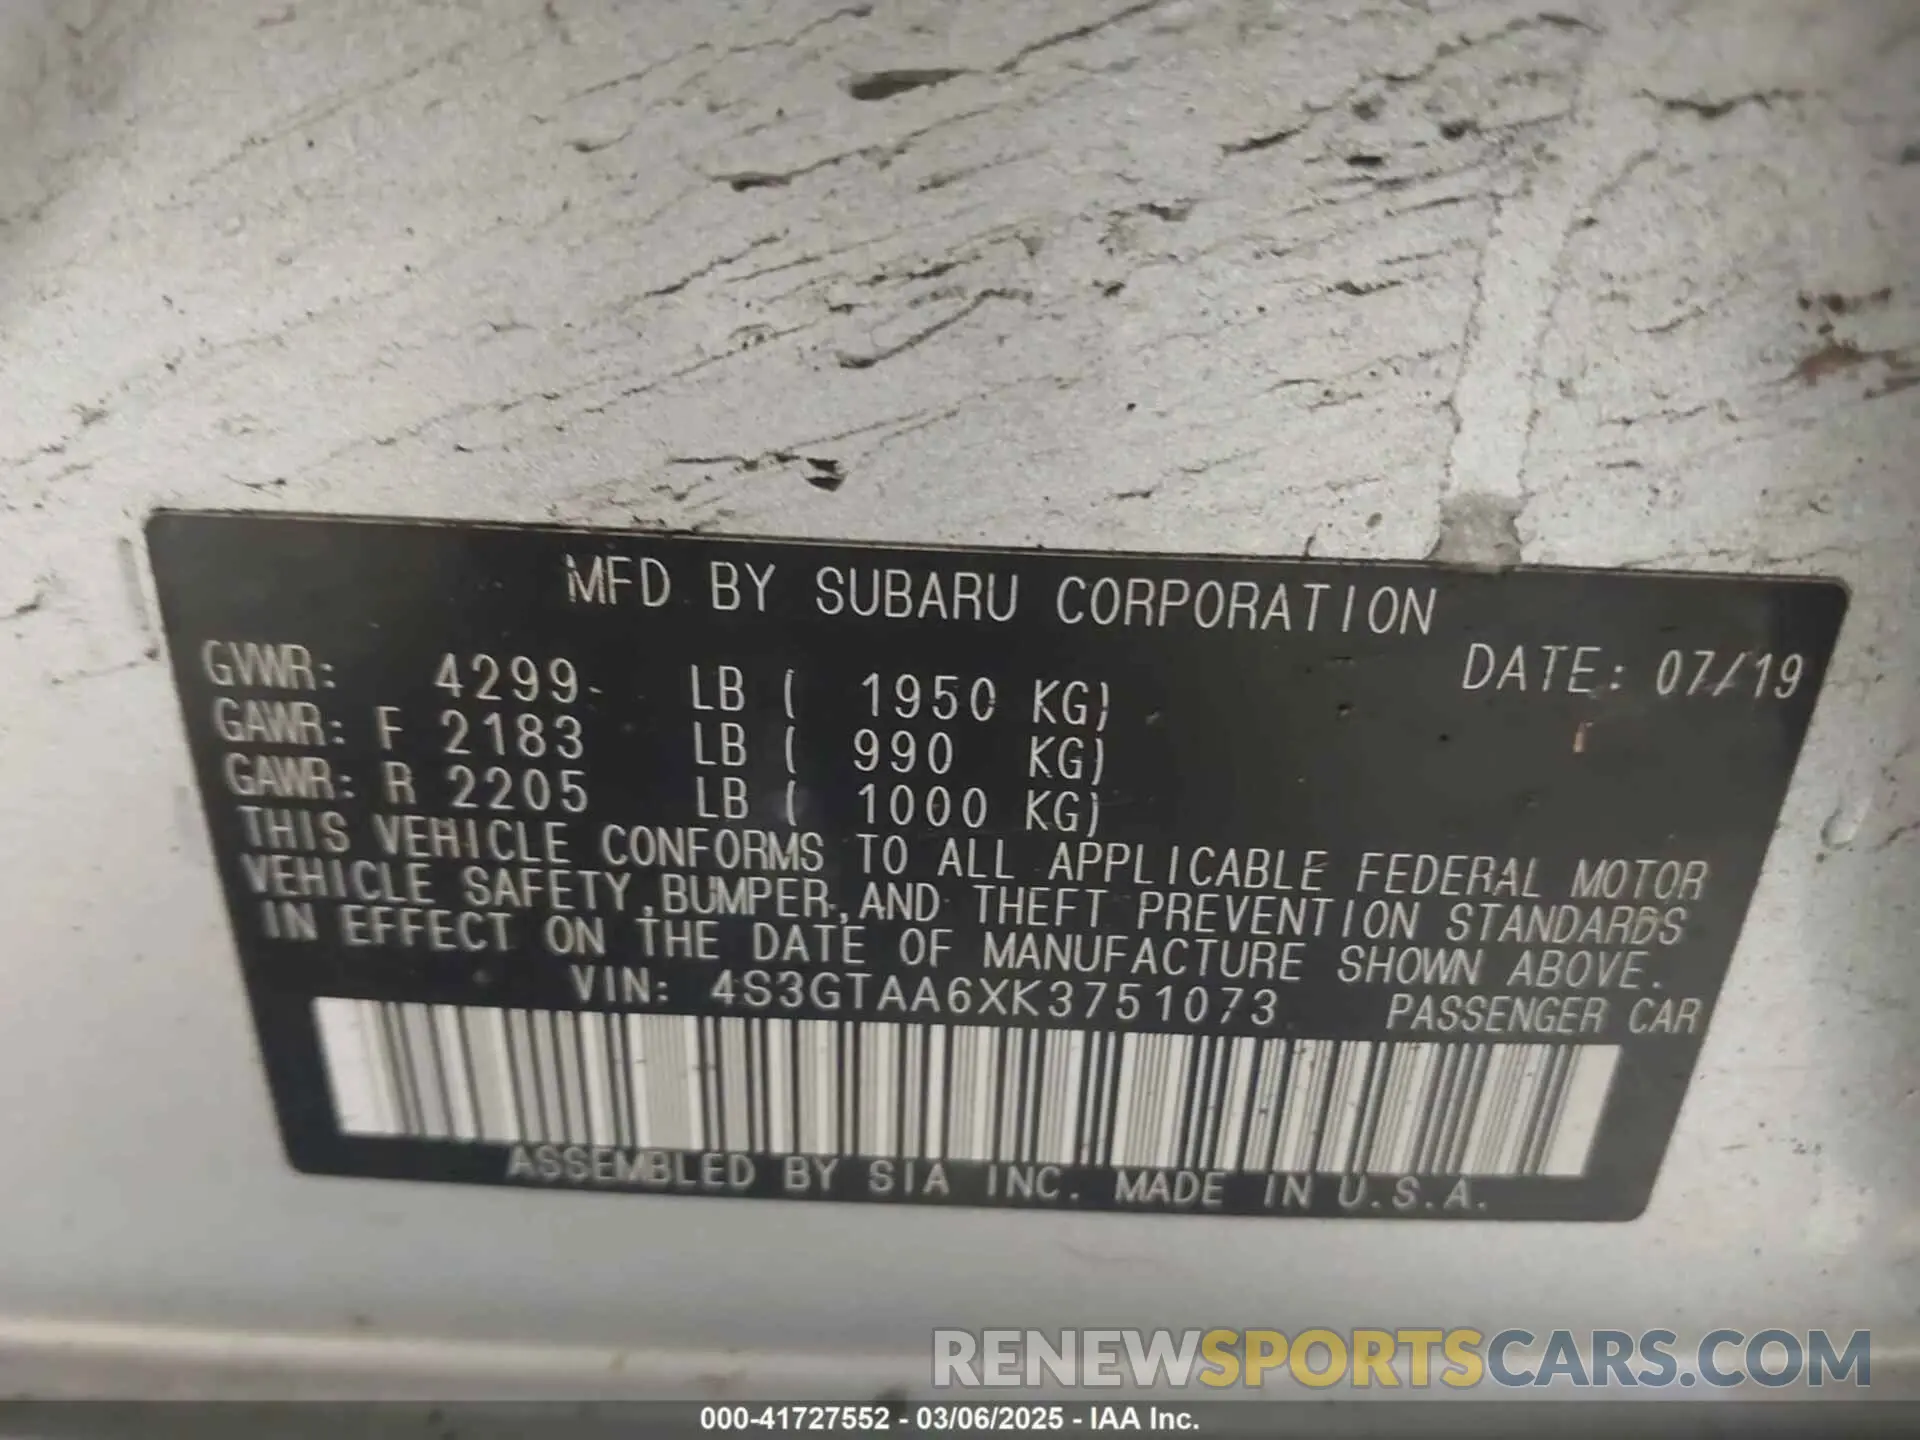 MFD BY SUBARU CORPORATION
DATE: 07/19
GVWR: 4299 LB ( 1950 KG)
GAWR: F 2183 LB ( 990 KG)
GAWR: R 2205 LB ( 1000 KG)
THIS VEHICLE CONFORMS TO ALL APPLICABLE FEDERAL MOTOR
VEHICLE SAFETY,BUMPER,AND THEFT PREVENTION STANDARDS
IN EFFECT ON THE DATE OF MANUFACTURE SHOWN ABOVE.
VIN: 4S3GTAA6XK3751073 PASSENGER CAR
ASSEMBLED BY SIA INC. MADE IN U.S.A.
RENEWSPORTSCARS.COM
000-41727552 - 03/06/2025 - IAA Inc.